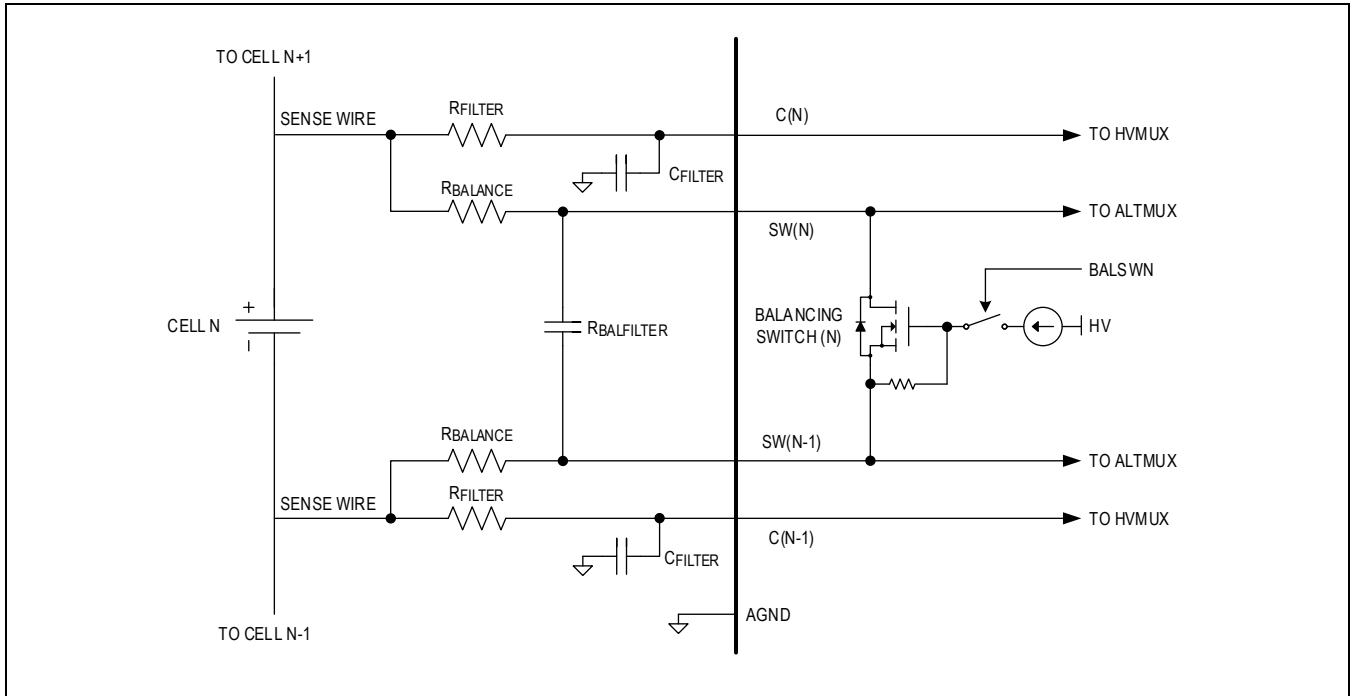 TO CELL N+1
SENSE WIRE
RFILTER
C(N)
TO HVMUX
CFILTER
RBALANCE
TO ALTMUX
SW(N)
BALSWN
+
CELL N
RBALFILTER
BALANCING
SWITCH (N)
HV
RBALANCE
SW(N-1)
TO ALTMUX
SENSE WIRE
RFILTER
TO HVMUX
C(N-1)
CFILTER
AGND
TO CELL N-1